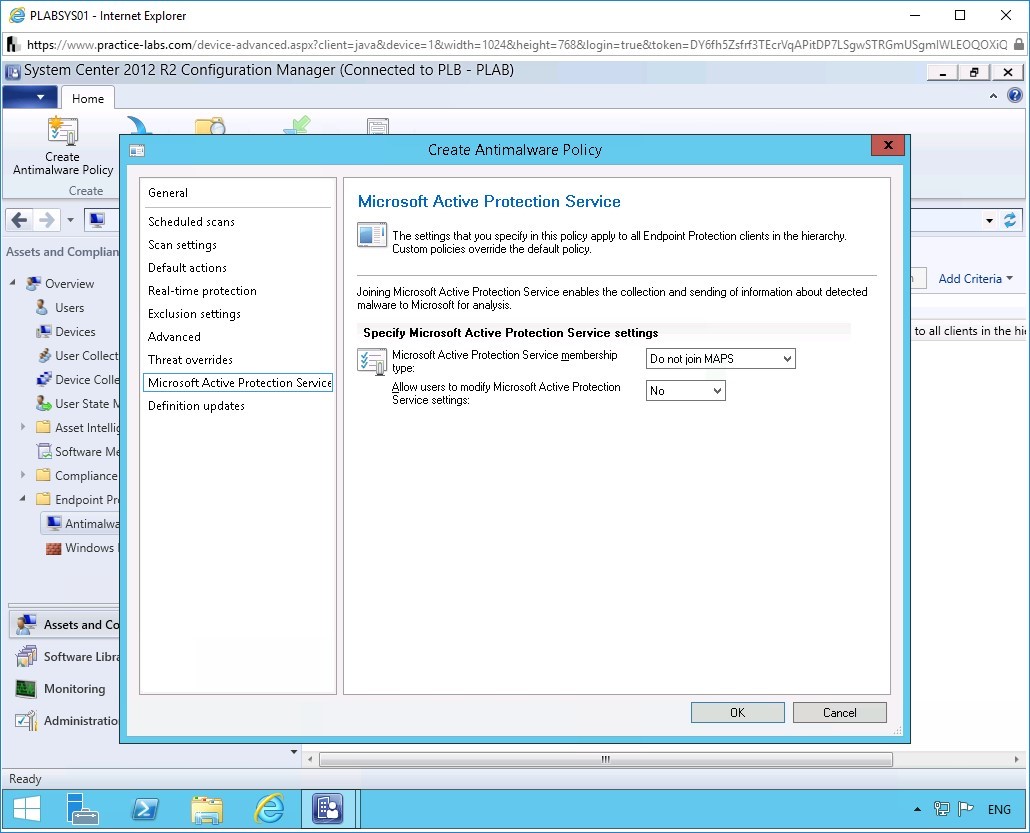 PLABSYS01 - Internet Explorer
https://www.practice-labs.com/device-advanced.aspx?client=java&device=1&width=1024&height=768&login=true&token=DY6fh5Zsfrf3TEcrVqAPitDP7LSgwSTRGmUSgmlWLEOQOXiQ
System Center 2012 R2 Configuration Manager (Connected to PLB - PLAB)
Home
Create
Antimalware Policy
Create
Create Antimalware Policy
General
Scheduled scans
Scan settings
Default actions
Real-time protection
Exclusion settings
Advanced
Threat overrides
Microsoft Active Protection Service
Definition updates
Microsoft Active Protection Service
The settings that you specify in this policy apply to all Endpoint Protection clients in the hierarchy.
Custom policies override the default policy.
Joining Microsoft Active Protection Service enables the collection and sending of information about detected
malware to Microsoft for analysis.
Specify Microsoft Active Protection Service settings
Microsoft Active Protection Service membership
type:
Do not join MAPS
Allow users to modify Microsoft Active Protection
Service settings:
No
OK
Cancel
Assets and Complian
Overview
Users
Devices
User Collect
Device Colle
User State M
Asset Intellig
Software Me
Compliance
Endpoint Pr
Antimalwa
Windows
Assets and Co
Software Libra
Monitoring
Administratio
Add Criteria
to all clients in the hi
Ready
ENG